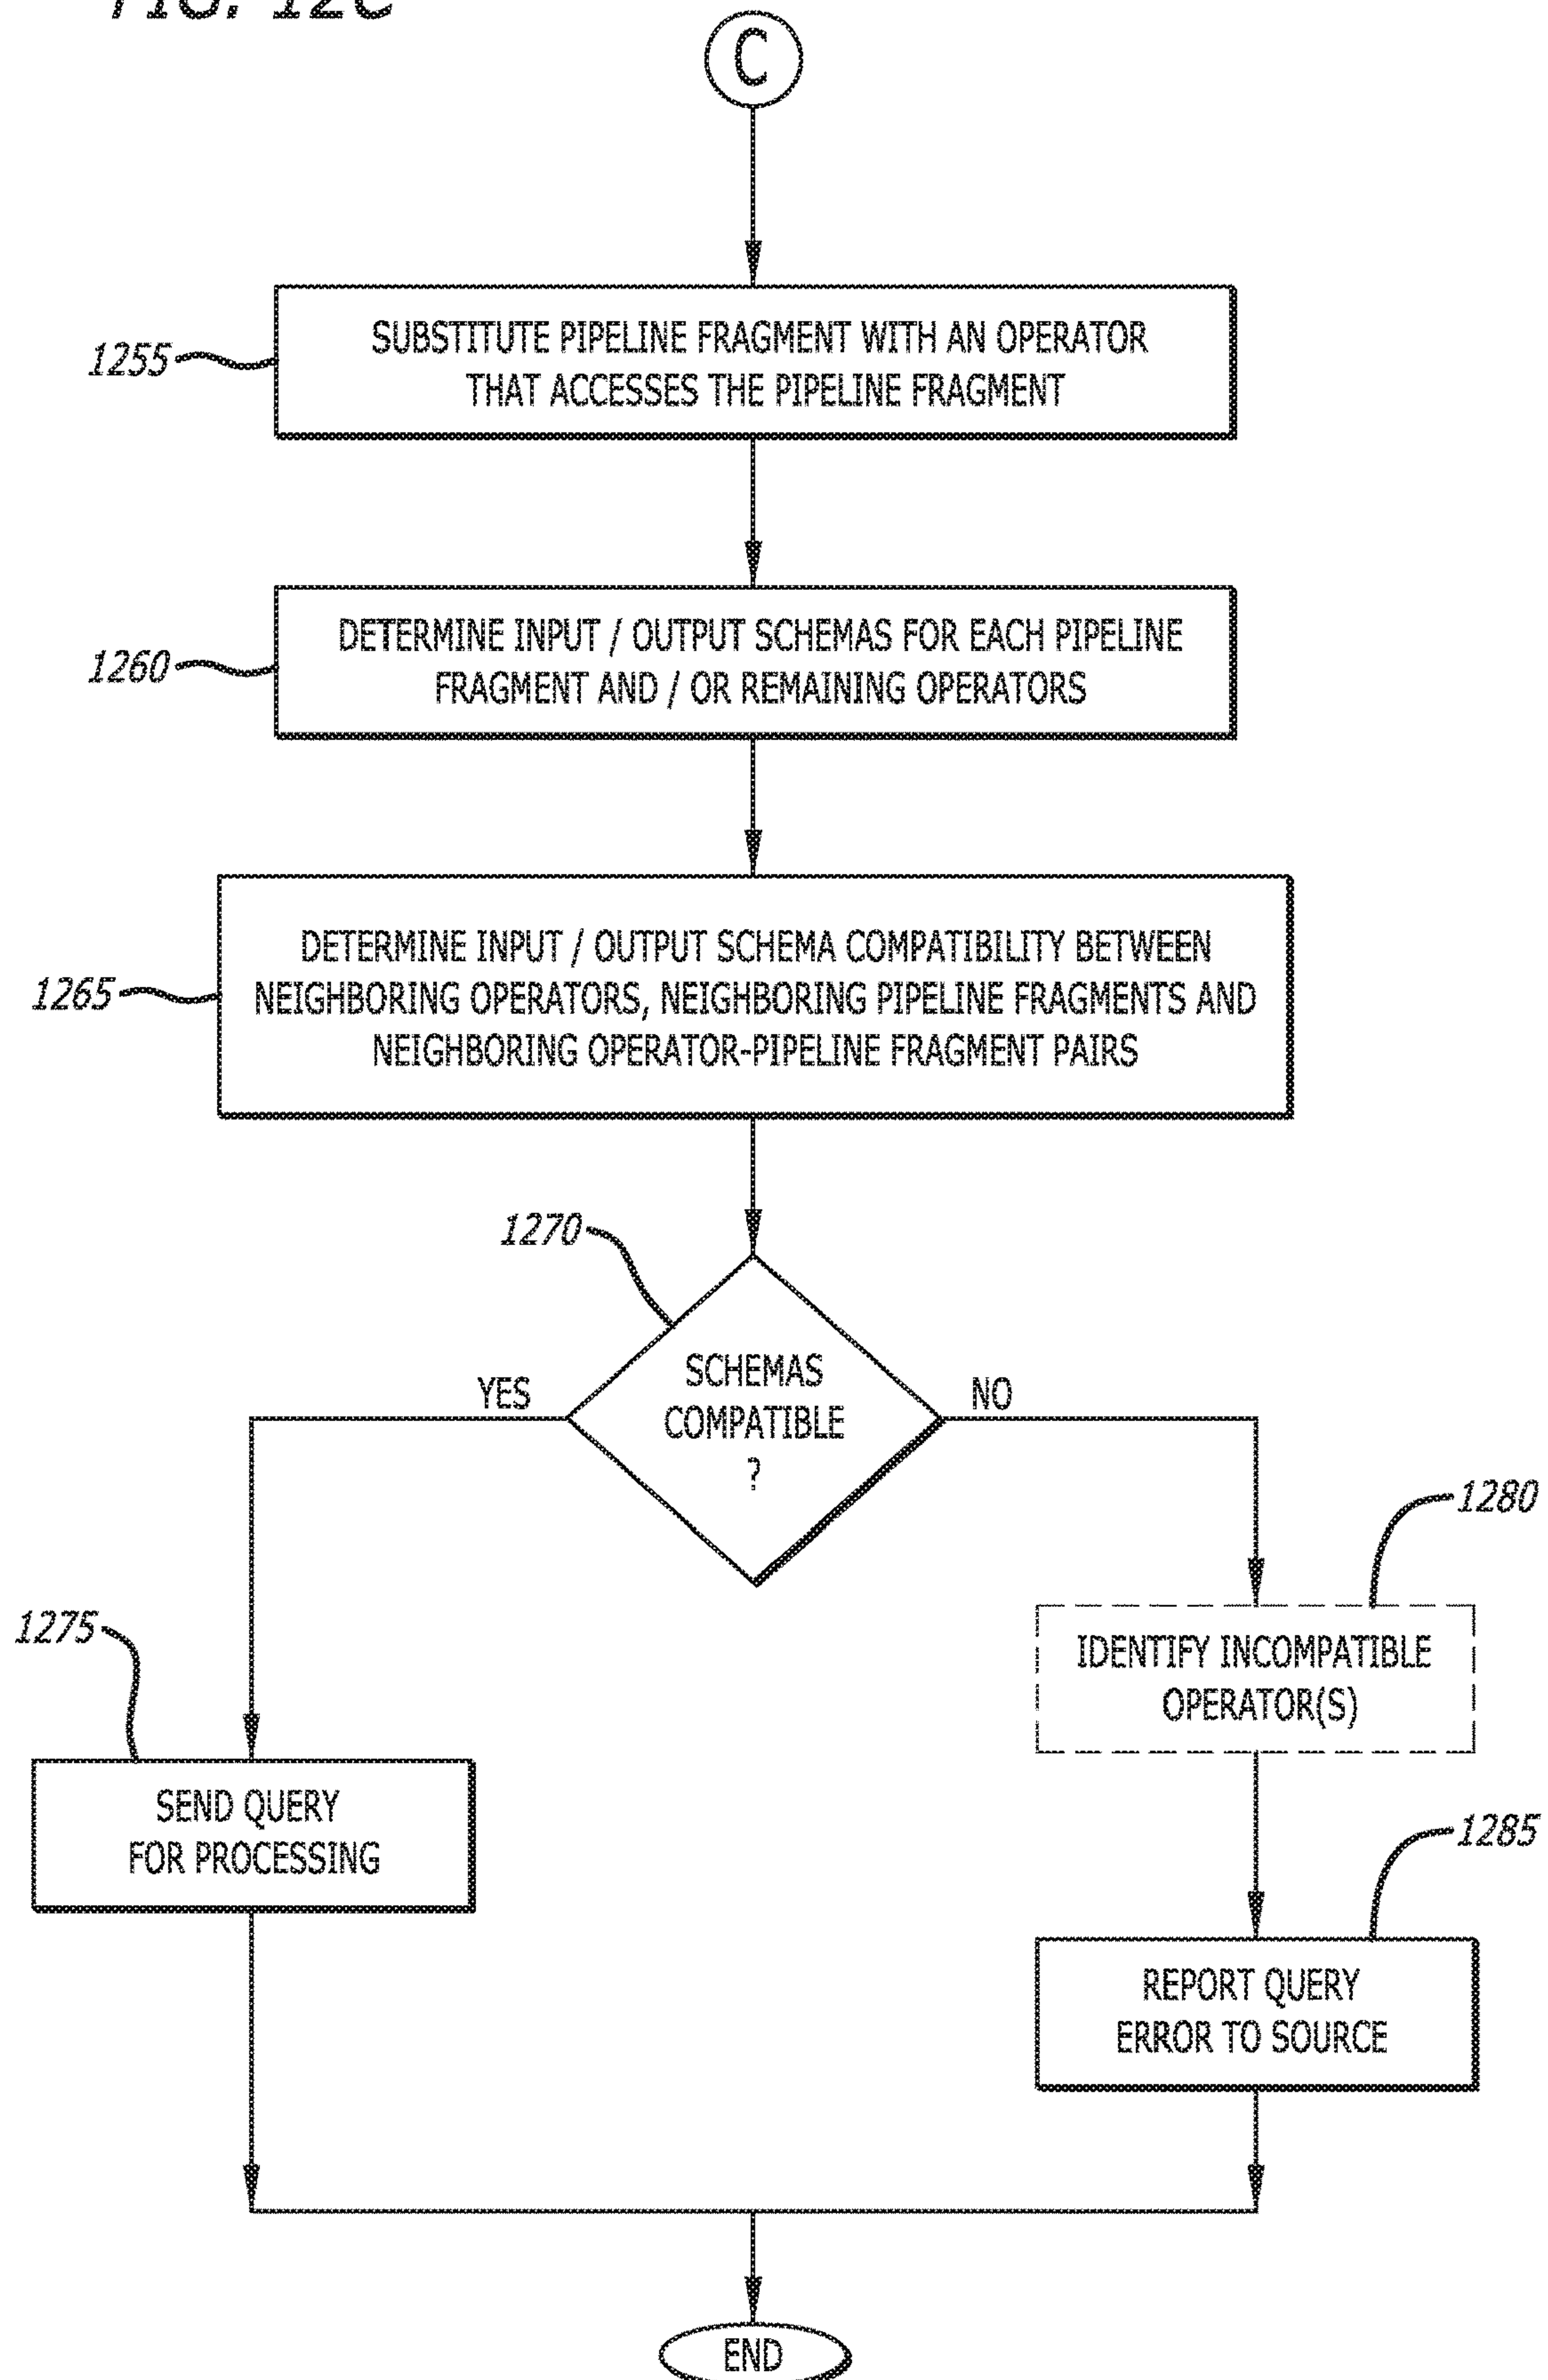 FIG. 12C
C
1255
SUBSTITUTE PIPELINE FRAGMENT WITH AN OPERATOR
THAT ACCESSES THE PIPELINE FRAGMENT
1260
DETERMINE INPUT / OUTPUT SCHEMAS FOR EACH PIPELINE
FRAGMENT AND / OR REMAINING OPERATORS
1265
DETERMINE INPUT / OUTPUT SCHEMA COMPATIBILITY BETWEEN
NEIGHBORING OPERATORS, NEIGHBORING PIPELINE FRAGMENTS AND
NEIGHBORING OPERATOR-PIPELINE FRAGMENT PAIRS
1270
SCHEMAS
COMPATIBLE
?
YES
NO
1280
IDENTIFY INCOMPATIBLE
OPERATOR(S)
1275
SEND QUERY
FOR PROCESSING
1285
REPORT QUERY
ERROR TO SOURCE
END